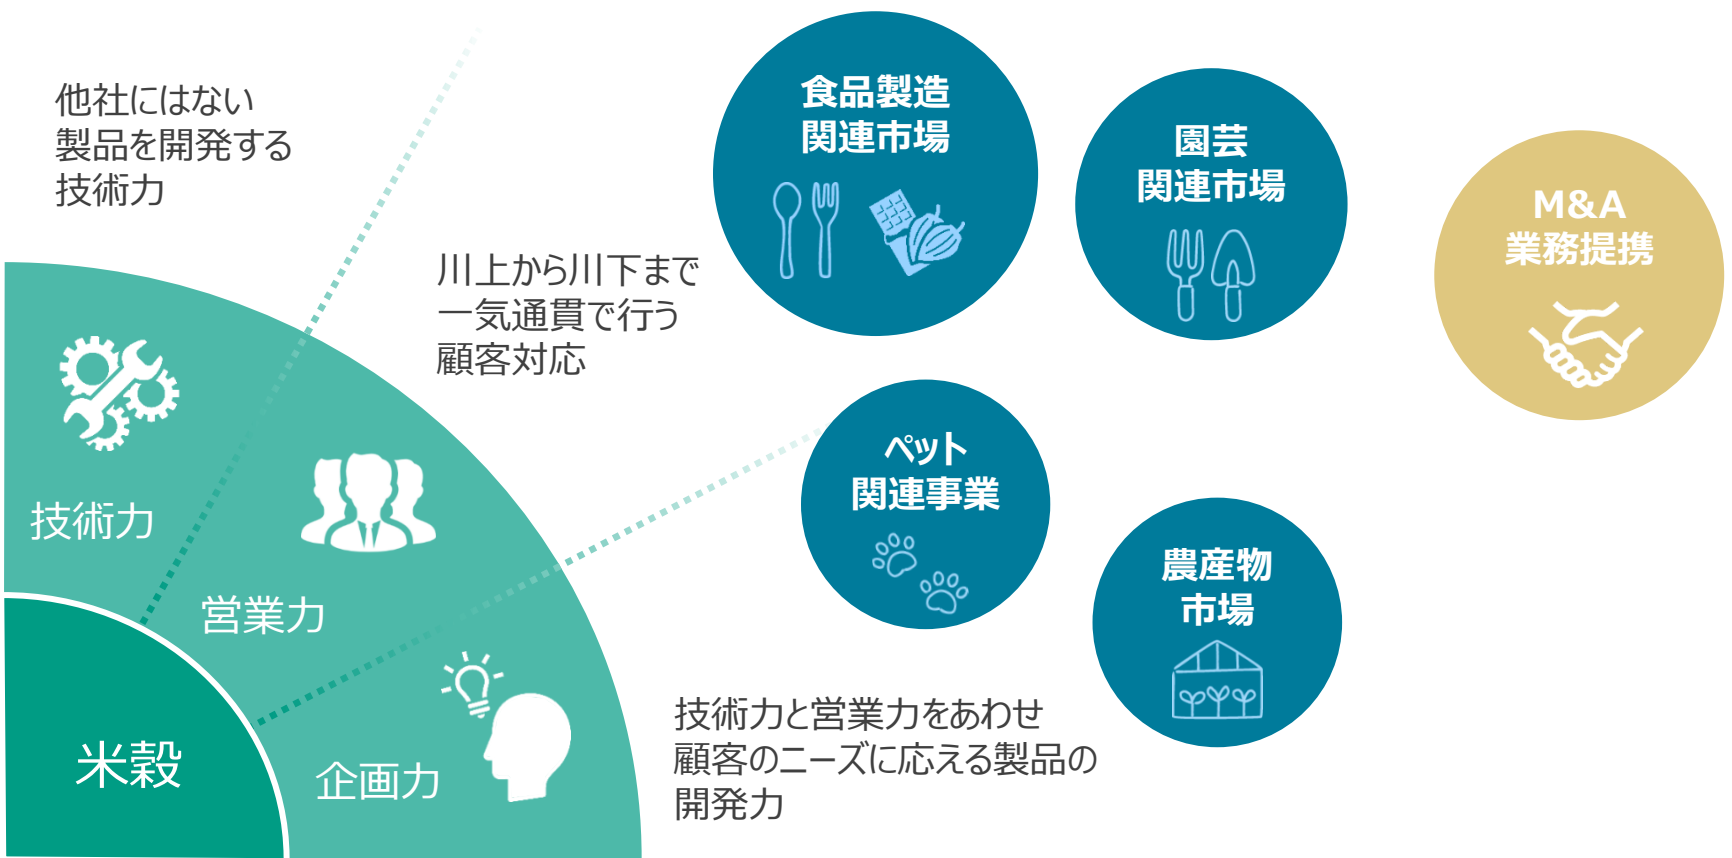 他社にはない
製品を開発する
技術力
川上から川下まで
一気通貫で行う
顧客対応
技術力と営業力をあわせ
顧客のニーズに応える製品の
開発力
技術力
営業力
企画力
米穀
食品製造
関連市場
園芸
関連市場
M&A
業務提携
ペット
関連事業
農産物
市場